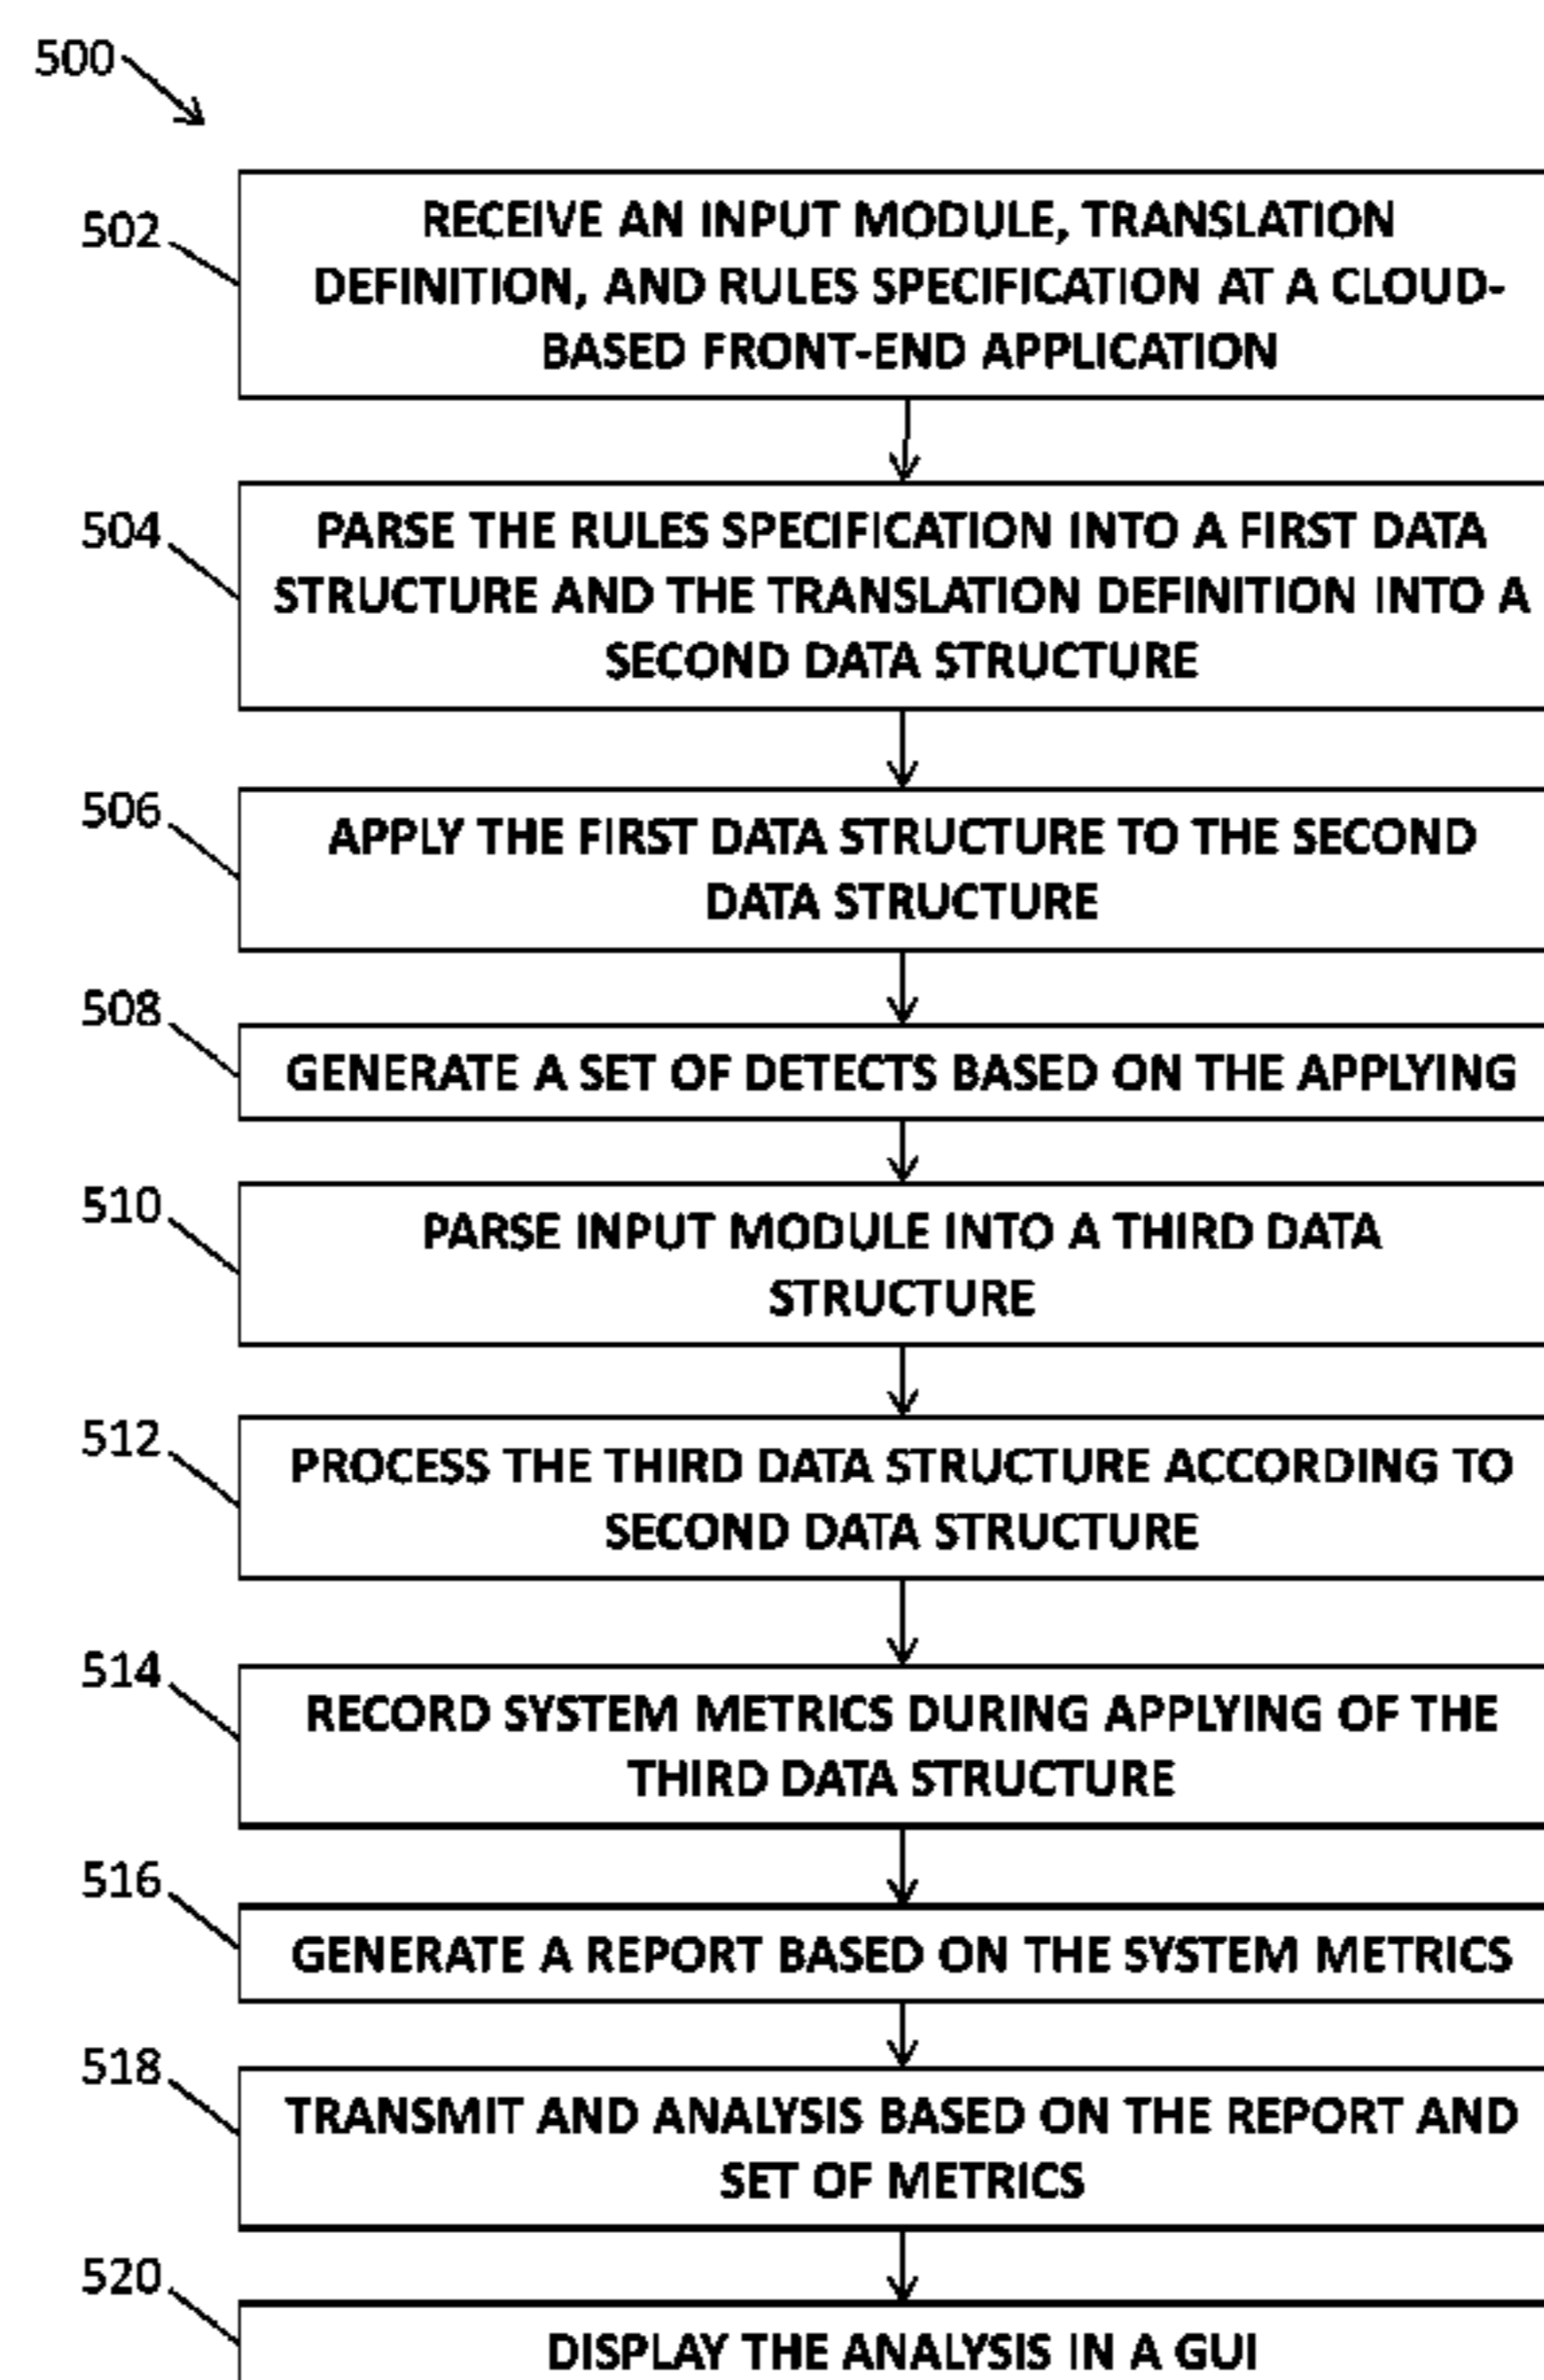 500
502
RECEIVE AN INPUT MODULE, TRANSLATION
DEFINITION, AND RULES SPECIFICATION AT A CLOUD-
BASED FRONT-END APPLICATION
504
PARSE THE RULES SPECIFICATION INTO A FIRST DATA
STRUCTURE AND THE TRANSLATION DEFINITION INTO A
SECOND DATA STRUCTURE
506
APPLY THE FIRST DATA STRUCTURE TO THE SECOND
DATA STRUCTURE
508
GENERATE A SET OF DETECTS BASED ON THE APPLYING
510
PARSE INPUT MODULE INTO A THIRD DATA
STRUCTURE
512
PROCESS THE THIRD DATA STRUCTURE ACCORDING TO
SECOND DATA STRUCTURE
514
RECORD SYSTEM METRICS DURING APPLYING OF THE
THIRD DATA STRUCTURE
516
GENERATE A REPORT BASED ON THE SYSTEM METRICS
518
TRANSMIT AND ANALYSIS BASED ON THE REPORT AND
SET OF METRICS
520
DISPLAY THE ANALYSIS IN A GUI